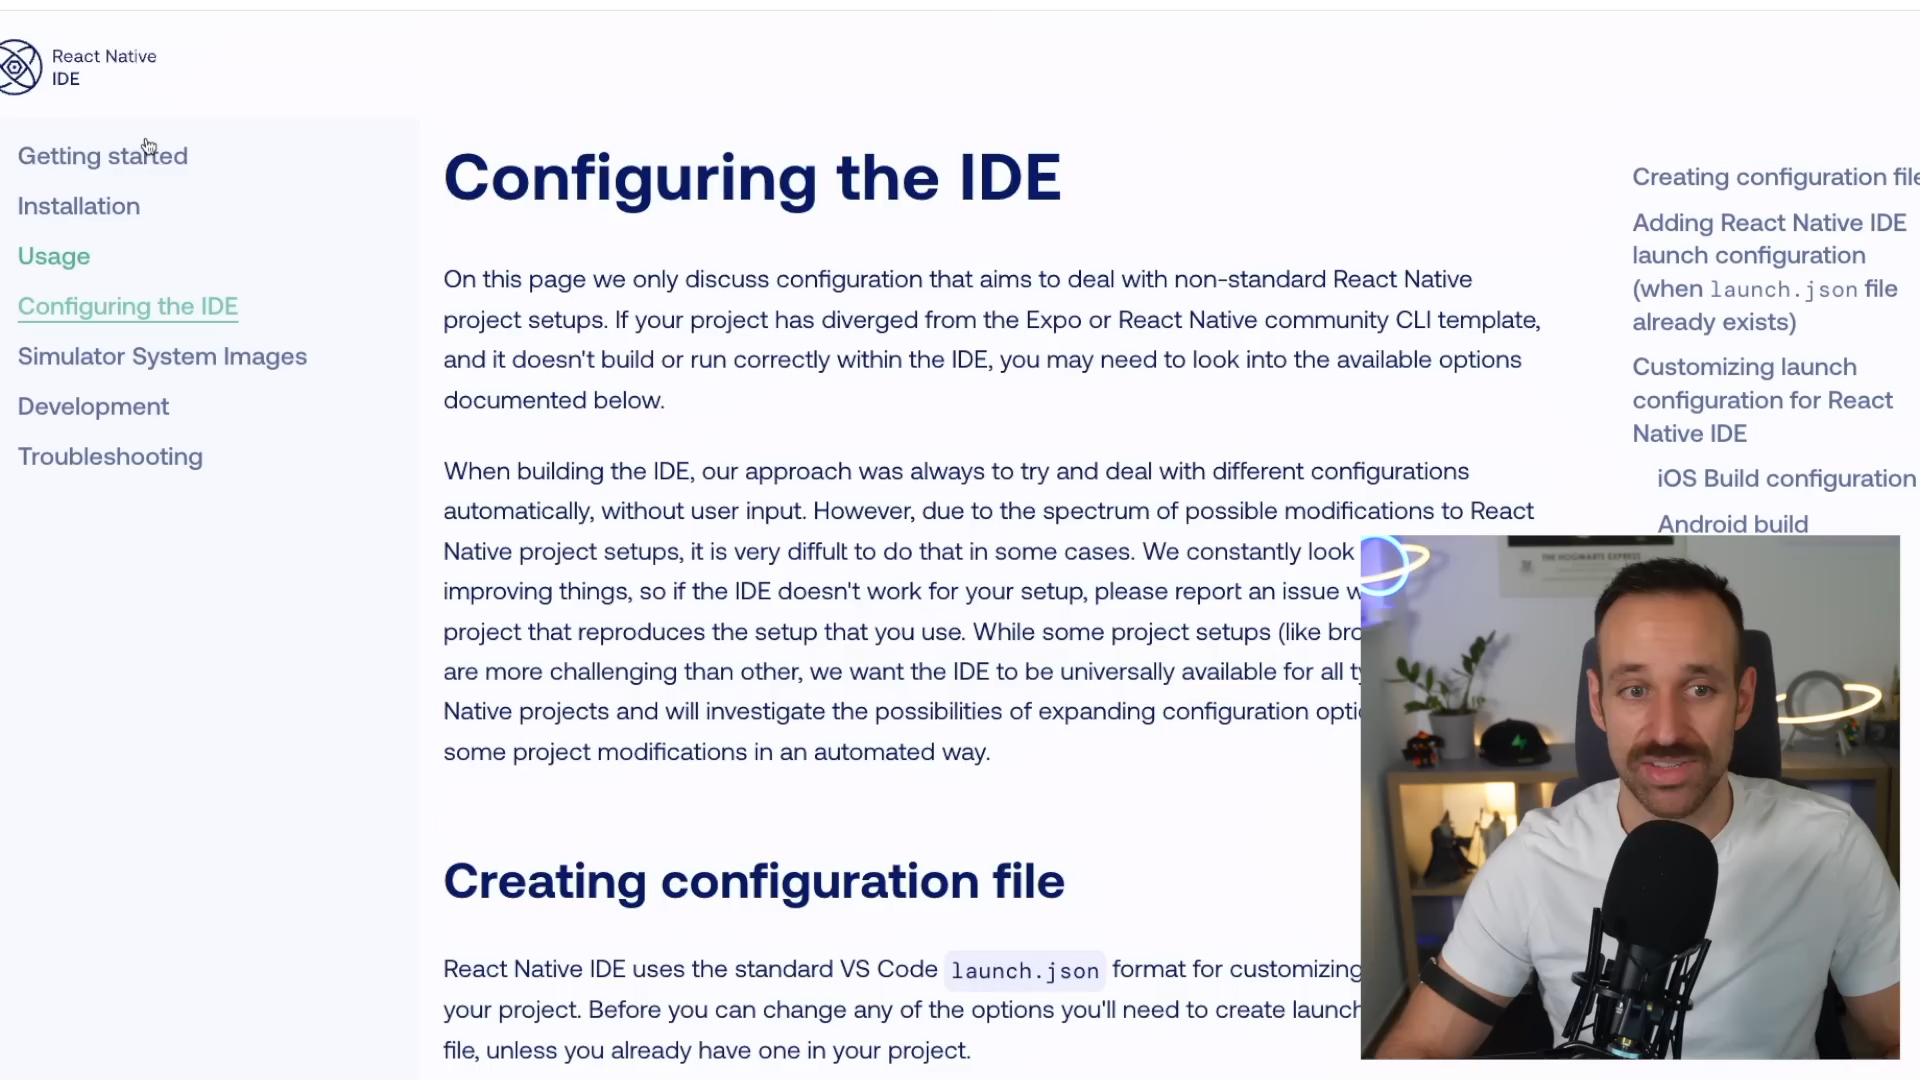 React Native
IDE
Getting started
Installation
Usage
Configuring the IDE
Simulator System Images
Development
Troubleshooting
Configuring the IDE
On this page we only discuss configuration that aims to deal with non-standard React Native
project setups. If your project has diverged from the Expo or React Native community CLI template,
and it doesn't build or run correctly within the IDE, you may need to look into the available options
documented below.
When building the IDE, our approach was always to try and deal with different configurations
automatically, without user input. However, due to the spectrum of possible modifications to React
Native project setups, it is very diffult to do that in some cases. We constantly look
improving things, so if the IDE doesn't work for your setup, please report an issue
project that reproduces the setup that you use. While some project setups (like
are more challenging than other, we want the IDE to be universally available for all
Native projects and will investigate the possibilities of expanding configuration
some project modifications in an automated way.
Creating configuration file
React Native IDE uses the standard VS Code launch.json format for customizing
your project. Before you can change any of the options you'll need to create launch
file, unless you already have one in your project.
Creating configuration file
Adding React Native IDE
launch configuration
(when launch.json file
already exists)
Customizing launch
configuration for React
Native IDE
iOS Build configuration
Android build
THE HOGWARTS EXPRESS